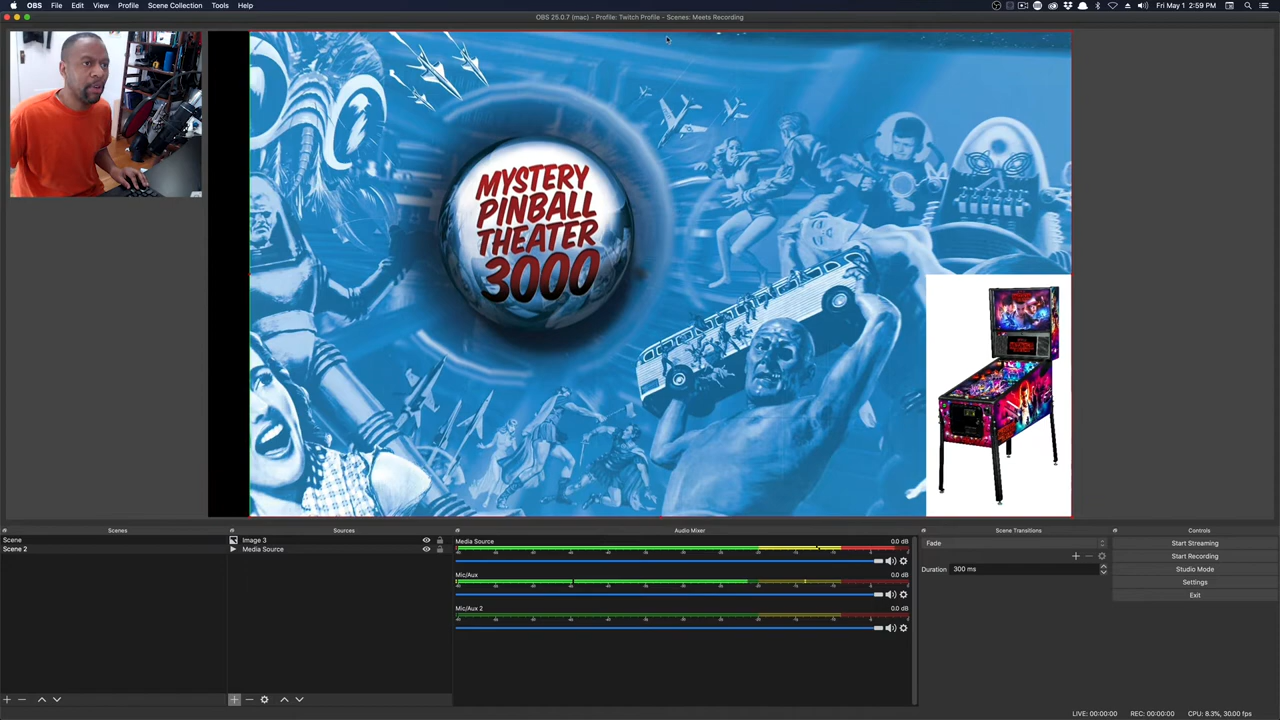 OBS File Edit View Profile Scene Collection Tools Help
Fri May 1 2:59 PM
OBS 25.0.7 (mac) - Profile: Twitch Profile - Scenes: Meets Recording
MYSTERY
PINBALL
THEATER
3000
Scenes
Scene
Scene 2
Sources
Image 3
Media Source
Audio Mixer
Media Source 0.0 dB
Mic/Aux 0.0 dB
Mic/Aux 2 0.0 dB
Scene Transitions
Fade
Duration 300 ms
Controls
Start Streaming
Start Recording
Studio Mode
Settings
Exit
LIVE: 00:00:00 REC: 00:00:00 CPU: 8.3%, 30.00 fps